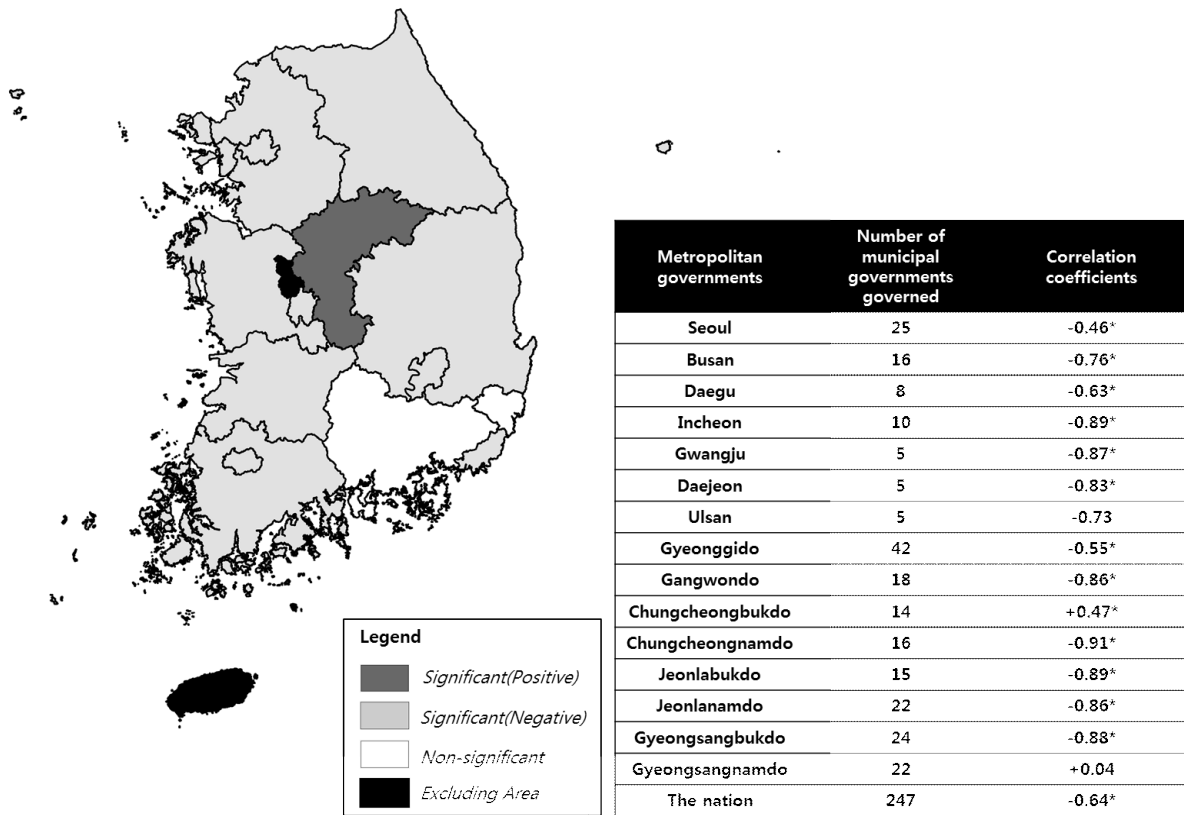 Metropolitan governments
Number of municipal governments governed
Correlation coefficients
Seoul 25 -0.46*
Busan 16 -0.76*
Daegu 8 -0.63*
Incheon 10 -0.89*
Gwangju 5 -0.87*
Daejeon 5 -0.83*
Ulsan 5 -0.73
Gyeonggido 42 -0.55*
Gangwondo 18 -0.86*
Chungcheongbukdo 14 +0.47*
Chungcheongnamdo 16 -0.91*
Jeonlabukdo 15 -0.89*
Jeonlanamdo 22 -0.86*
Gyeongsangbukdo 24 -0.88*
Gyeongsangnamdo 22 +0.04
The nation 247 -0.64*
Legend
Significant(Positive)
Significant(Negative)
Non-significant
Excluding Area